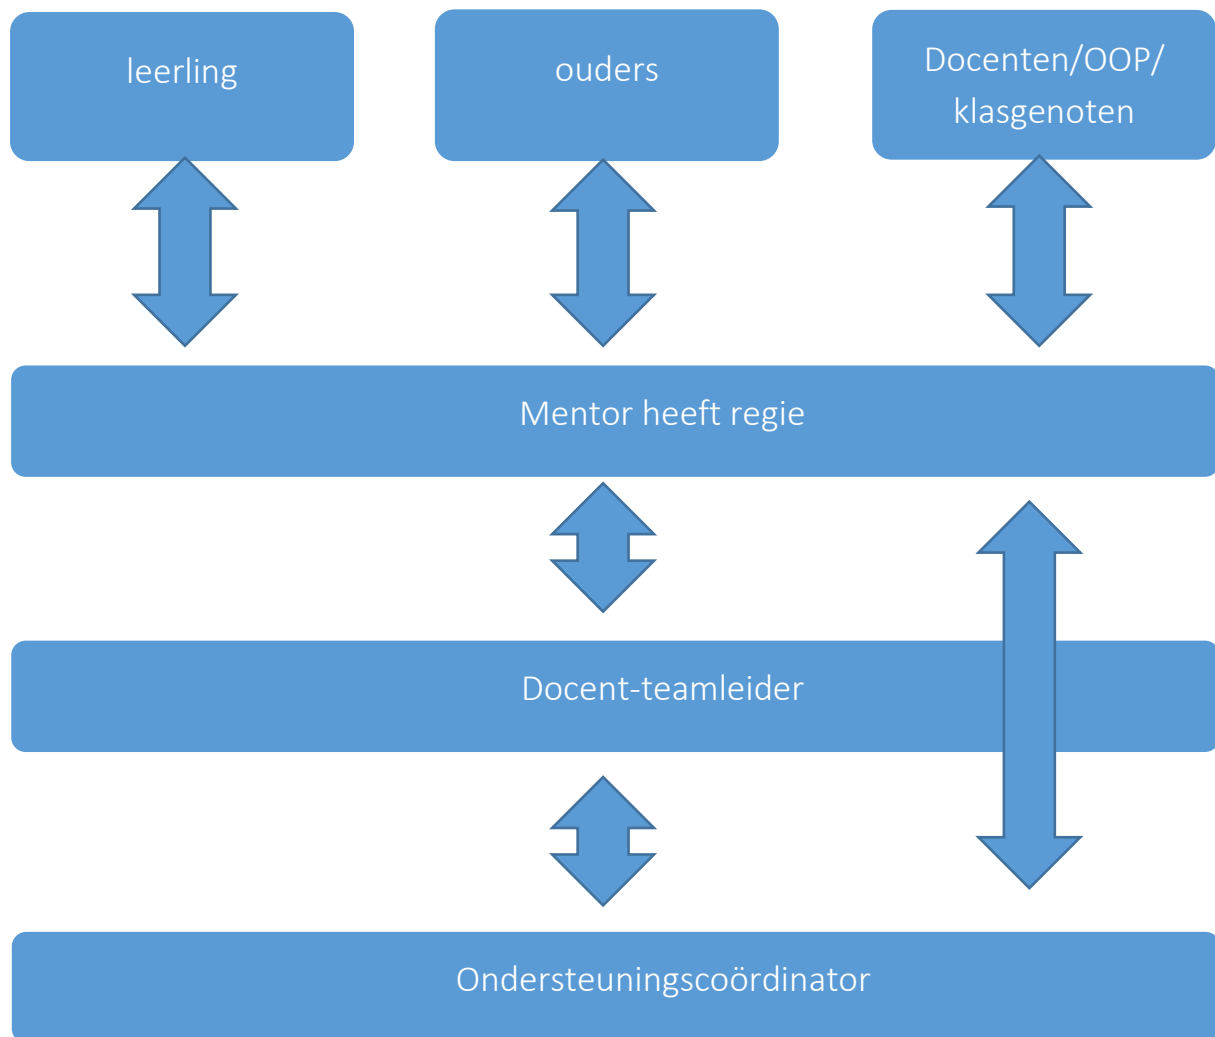 leerling
ouders
Docenten/OOP/
klasgenoten
Mentor heeft regie
Docent-teamleider
Ondersteuningscoördinator